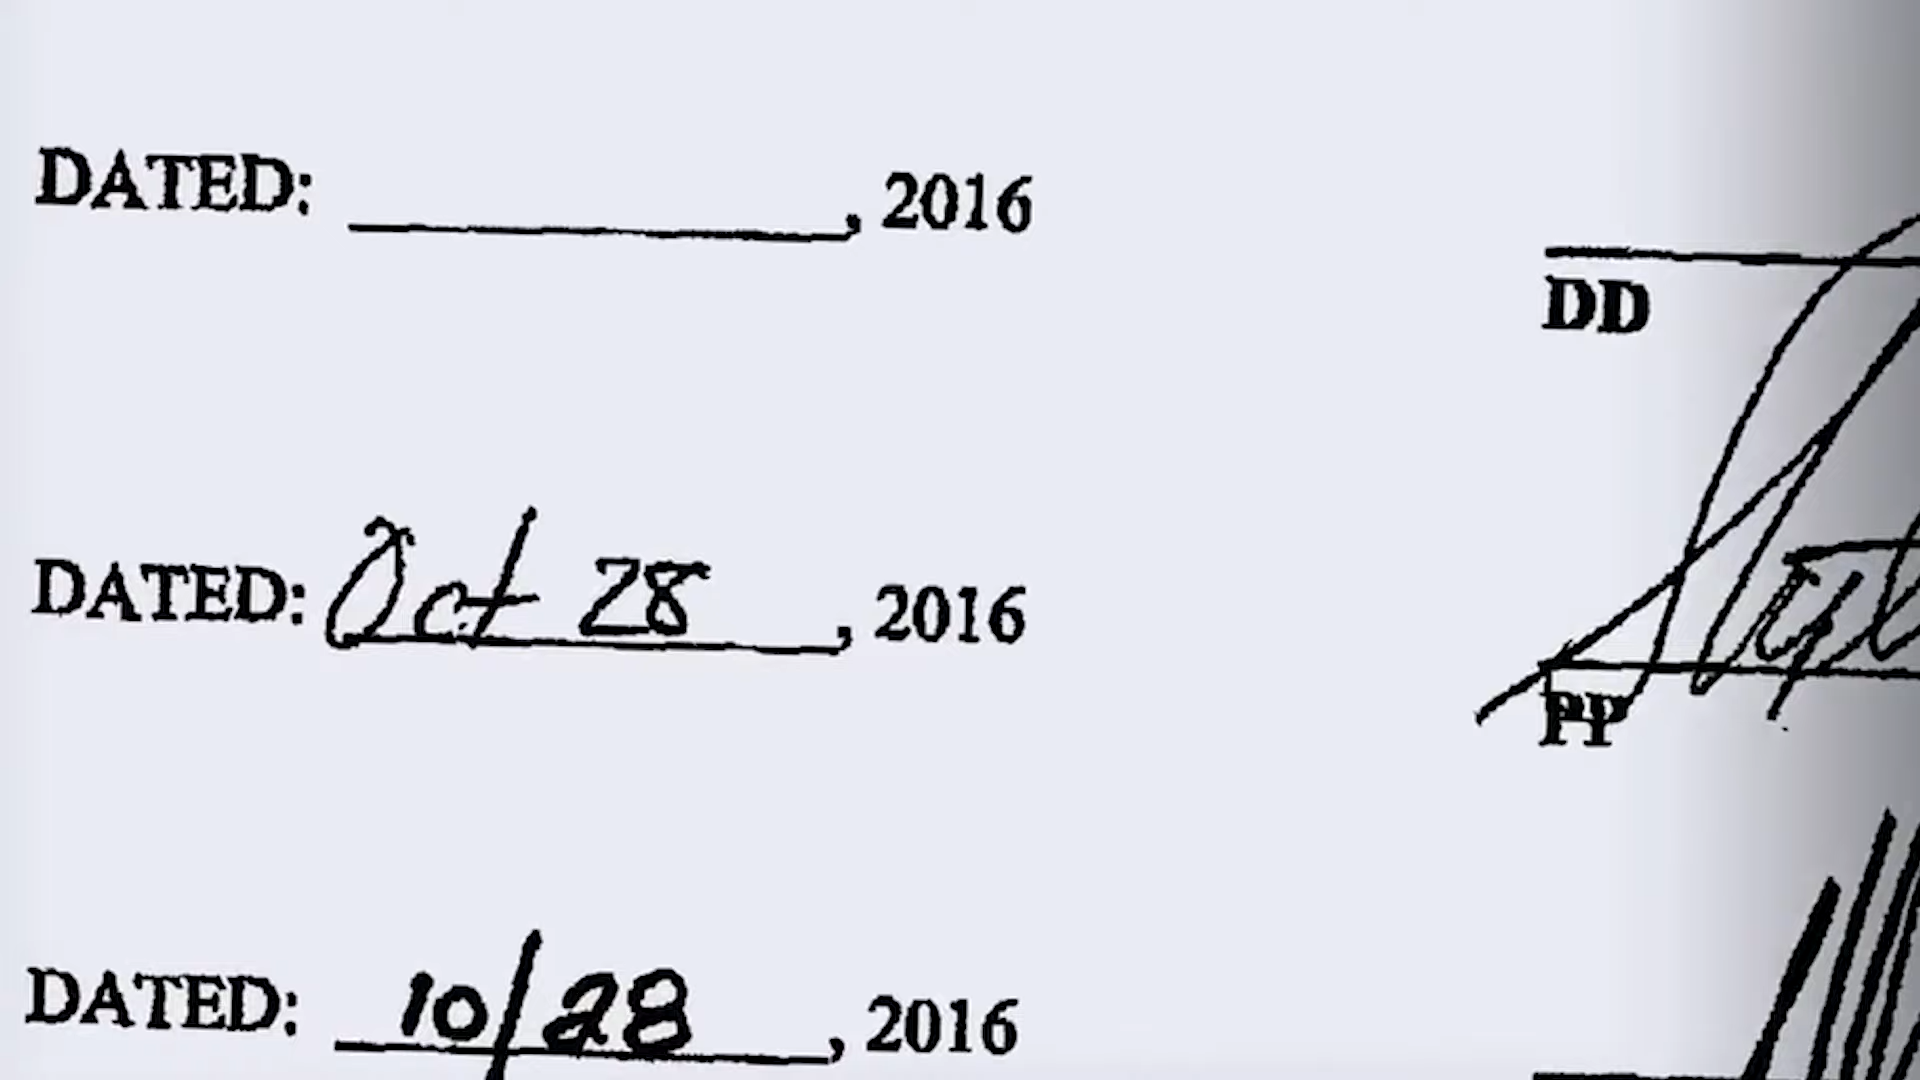 DATED: , 2016
DD
DATED: Oct 28, 2016
PP
DATED: 10/28, 2016